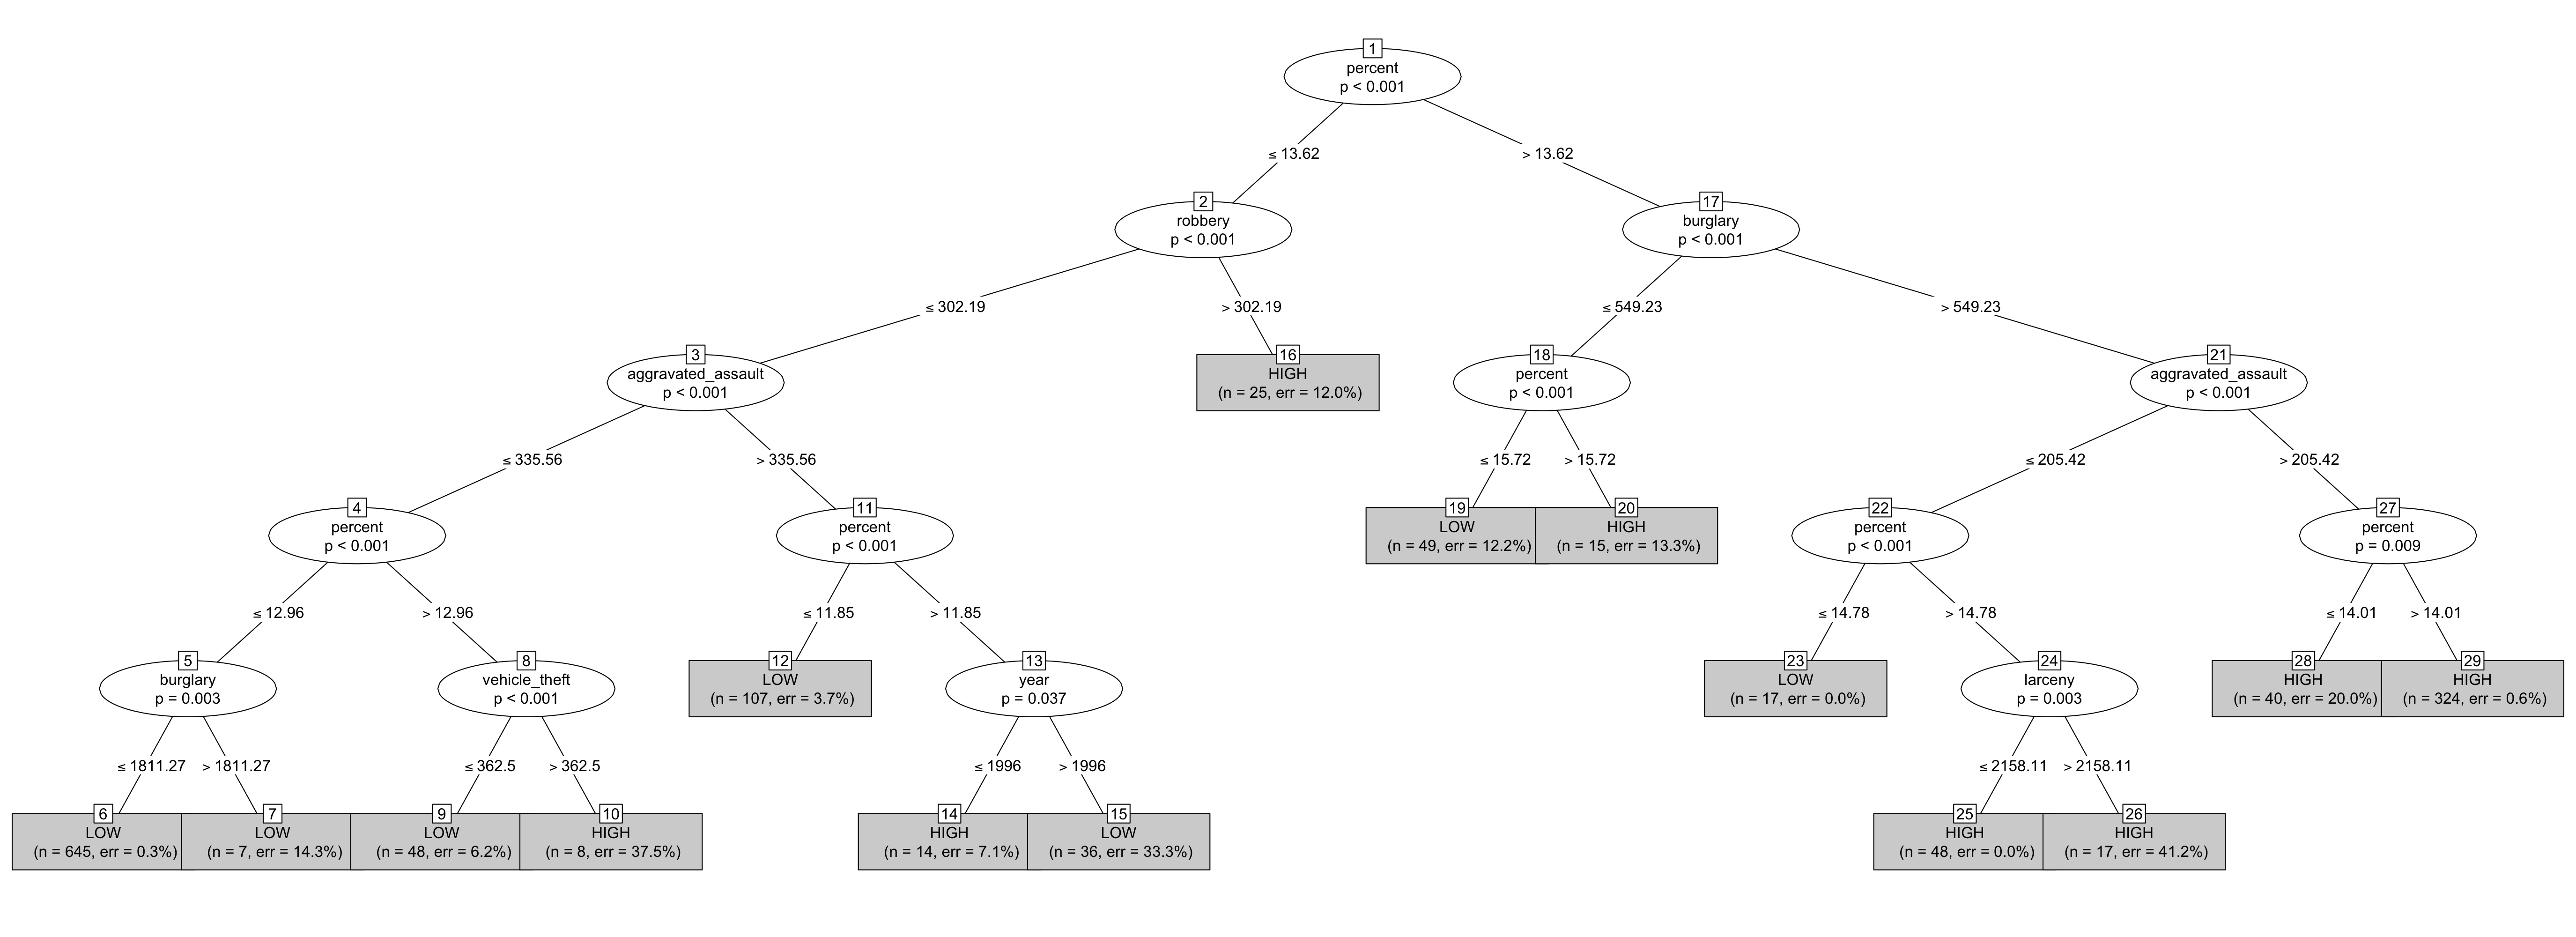 1
percent
p < 0.001
≤ 13.62
> 13.62
2
robbery
p < 0.001
17
burglary
p < 0.001
≤ 302.19
> 302.19
≤ 549.23
> 549.23
3
aggravated_assault
p < 0.001
16
HIGH
(n = 25, err = 12.0%)
18
percent
p < 0.001
21
aggravated_assault
p < 0.001
≤ 335.56
> 335.56
≤ 15.72
> 15.72
≤ 205.42
> 205.42
4
percent
p < 0.001
11
percent
p < 0.001
19
LOW
(n = 49, err = 12.2%)
20
HIGH
(n = 15, err = 13.3%)
22
percent
p < 0.001
27
percent
p = 0.009
≤ 12.96
> 12.96
≤ 11.85
> 11.85
≤ 14.78
> 14.78
≤ 14.01
> 14.01
5
burglary
p = 0.003
8
vehicle_theft
p < 0.001
12
LOW
(n = 107, err = 3.7%)
13
year
p = 0.037
23
LOW
(n = 17, err = 0.0%)
24
larceny
p = 0.003
28
HIGH
(n = 40, err = 20.0%)
29
HIGH
(n = 324, err = 0.6%)
≤ 1811.27
> 1811.27
≤ 362.5
> 362.5
≤ 1996
> 1996
≤ 2158.11
> 2158.11
6
LOW
(n = 645, err = 0.3%)
7
LOW
(n = 7, err = 14.3%)
9
LOW
(n = 48, err = 6.2%)
10
HIGH
(n = 8, err = 37.5%)
14
HIGH
(n = 14, err = 7.1%)
15
LOW
(n = 36, err = 33.3%)
25
HIGH
(n = 48, err = 0.0%)
26
HIGH
(n = 17, err = 41.2%)